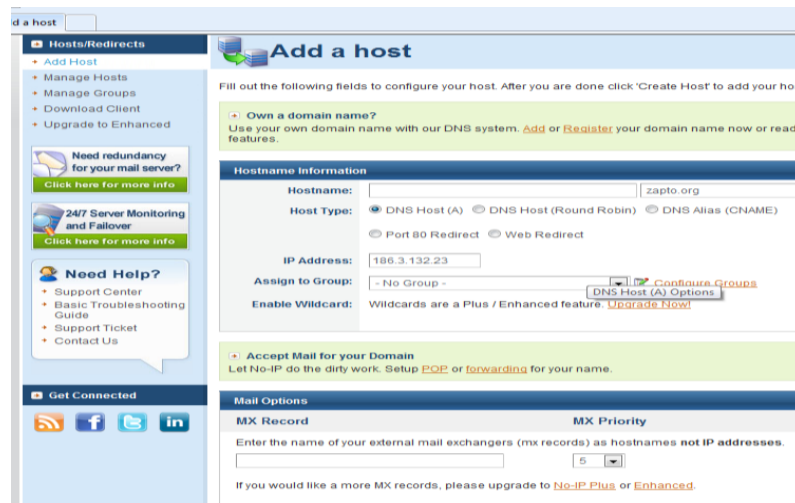 d a host
Hosts/Redirects
Add Host
Manage Hosts
Manage Groups
Download Client
Upgrade to Enhanced
Need redundancy
for your mail server?
Click here for more info
24/7 Server Monitoring
and Failover
Click here for more info
Need Help?
Support Center
Basic Troubleshooting
Guide
Support Ticket
Contact Us
Get Connected
in
Add a host
Fill out the following fields to configure your host. After you are done click 'Create Host' to add your ho
Own a domain name?
Use your own domain name with our DNS system. Add or Register your domain name now or read
features.
Hostname Information
Hostname: zapto.org
Host Type: DNS Host (A) DNS Host (Round Robin) DNS Alias (CNAME)
Port 80 Redirect Web Redirect
IP Address: 186.3.132.23
Assign to Group: - No Group - Configure Groups
DNS Host (A) Options
Enable Wildcard: Wildcards are a Plus / Enhanced feature. Upgrade Now!
Accept Mail for your Domain
Let No-IP do the dirty work. Setup POP or forwarding for your name.
Mail Options
MX Record MX Priority
Enter the name of your external mail exchangers (mx records) as hostnames not IP addresses.
5
If you would like a more MX records, please upgrade to No-IP Plus or Enhanced.